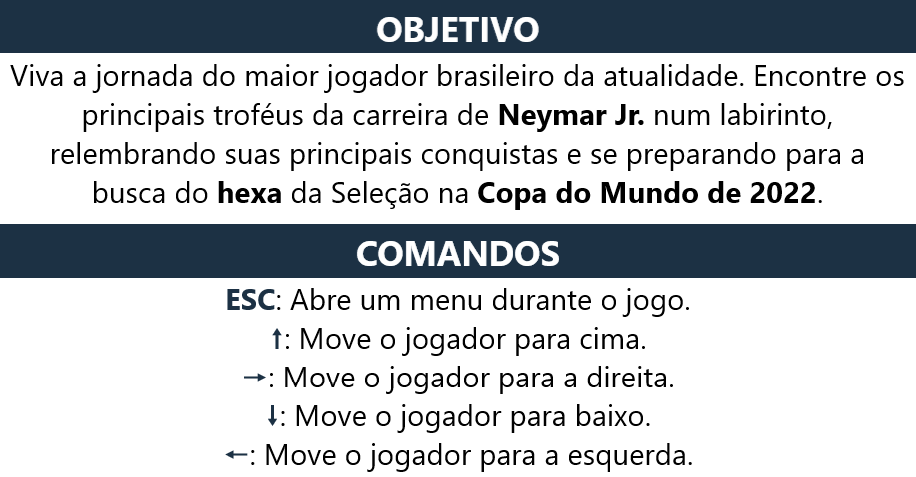 OBJETIVO
Viva a jornada do maior jogador brasileiro da atualidade. Encontre os
principais troféus da carreira de Neymar Jr. num labirinto,
relembrando suas principais conquistas e se preparando para a
busca do hexa da Seleção na Copa do Mundo de 2022.
COMANDOS
ESC: Abre um menu durante o jogo.
↑: Move o jogador para cima.
→: Move o jogador para a direita.
↓: Move o jogador para baixo.
←: Move o jogador para a esquerda.